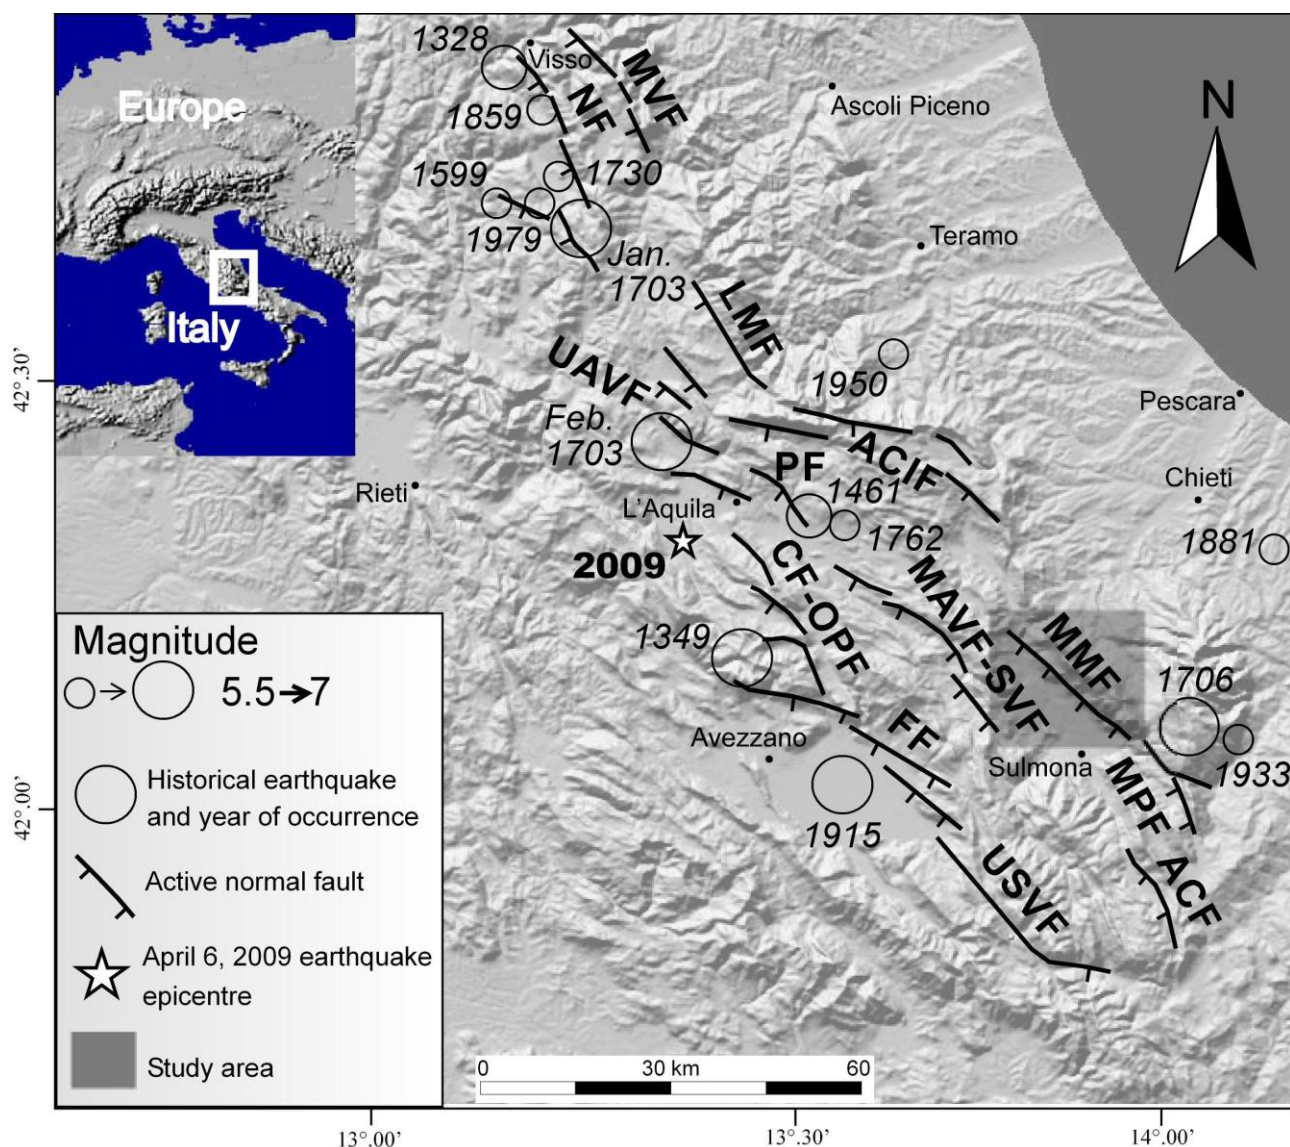 Europe
Italy
1328
Visso
MVF
NF
1859
Ascoli Piceno
N
1599
1730
1979
Teramo
Jan.
1703
LMF
UAVF
1950
42°.30’
Pescara
Feb.
1703
ACIF
PF
Rieti
1461
Chieti
L’Aquila
1762
1881
2009
CF-OPF
MAVF-SVF
MMF
1349
1706
FF
Avezzano
Sulmona
1933
MPF
42°.00’
1915
USVF
ACF
Magnitude
5.5→7
Historical earthquake
and year of occurrence
Active normal fault
April 6, 2009 earthquake
epicentre
Study area
0 30 km 60
13°.00’ 13°.30’ 14°.00’